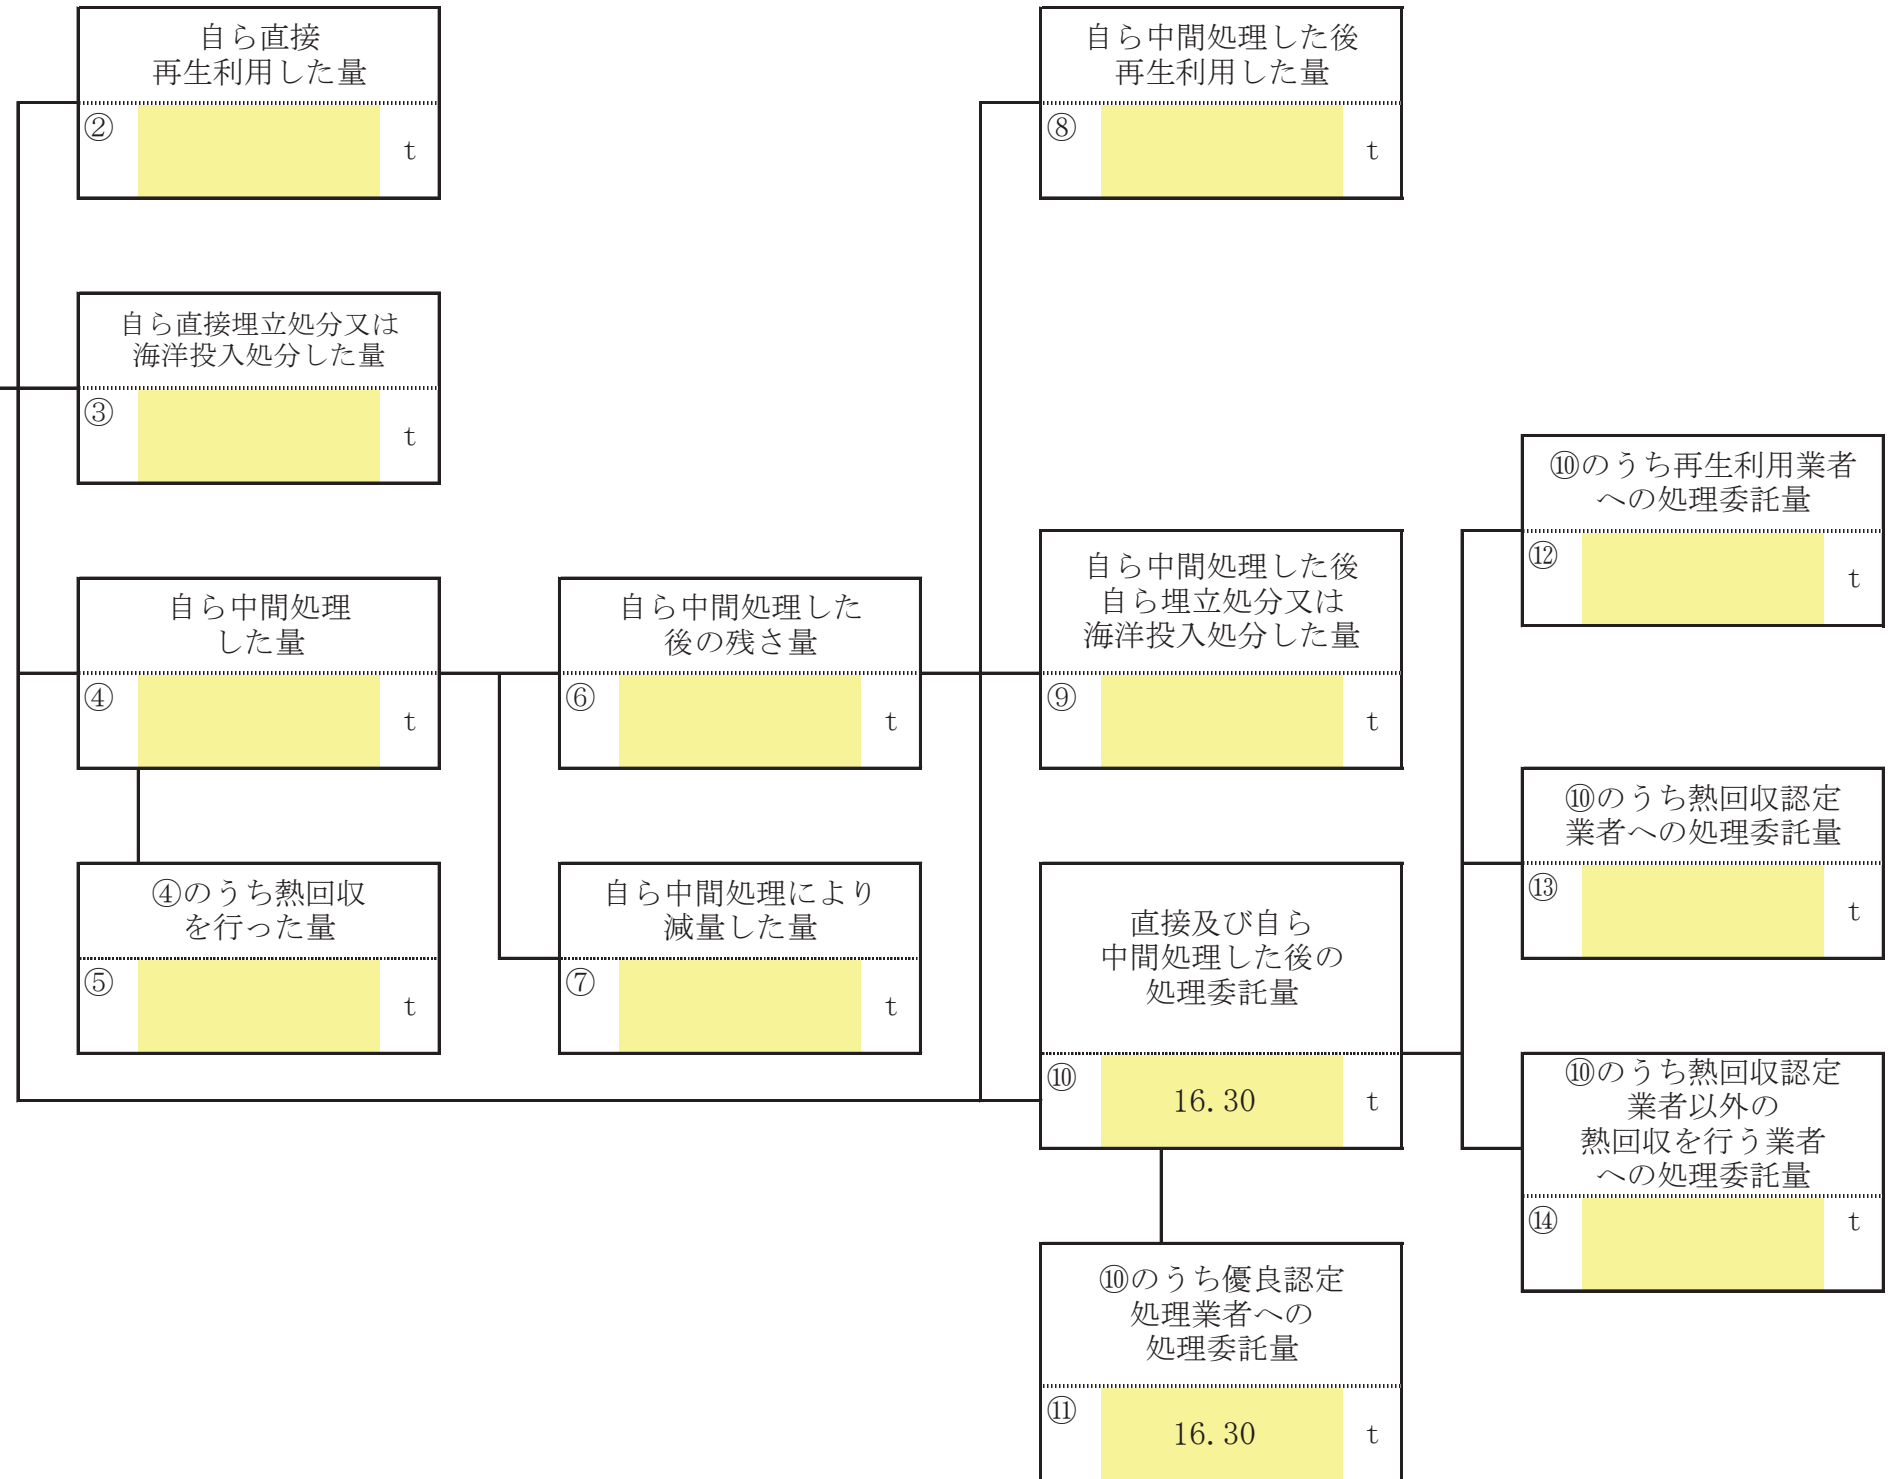 自ら直接
再生利用した量
②
t
自ら中間処理した後
再生利用した量
⑧
t
自ら直接埋立処分又は
海洋投入処分した量
③
t
⑩のうち再生利用業者
への処理委託量
⑫
t
自ら中間処理
した量
④
t
自ら中間処理した
後の残さ量
⑥
t
自ら中間処理した後
自ら埋立処分又は
海洋投入処分した量
⑨
t
⑩のうち熱回収認定
業者への処理委託量
⑬
t
④のうち熱回収
を行った量
⑤
t
自ら中間処理により
減量した量
⑦
t
直接及び自ら
中間処理した後の
処理委託量
⑩
16.30 t
⑩のうち熱回収認定
業者以外の
熱回収を行う業者
への処理委託量
⑭
t
⑩のうち優良認定
処理業者への
処理委託量
⑪
16.30 t